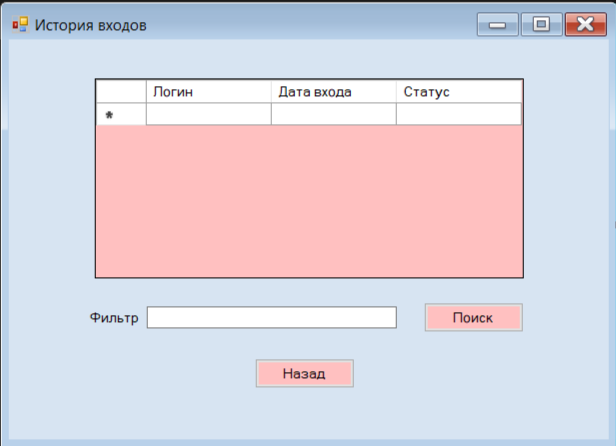 История входов
Логин Дата входа Статус
*
Фильтр Поиск
Назад